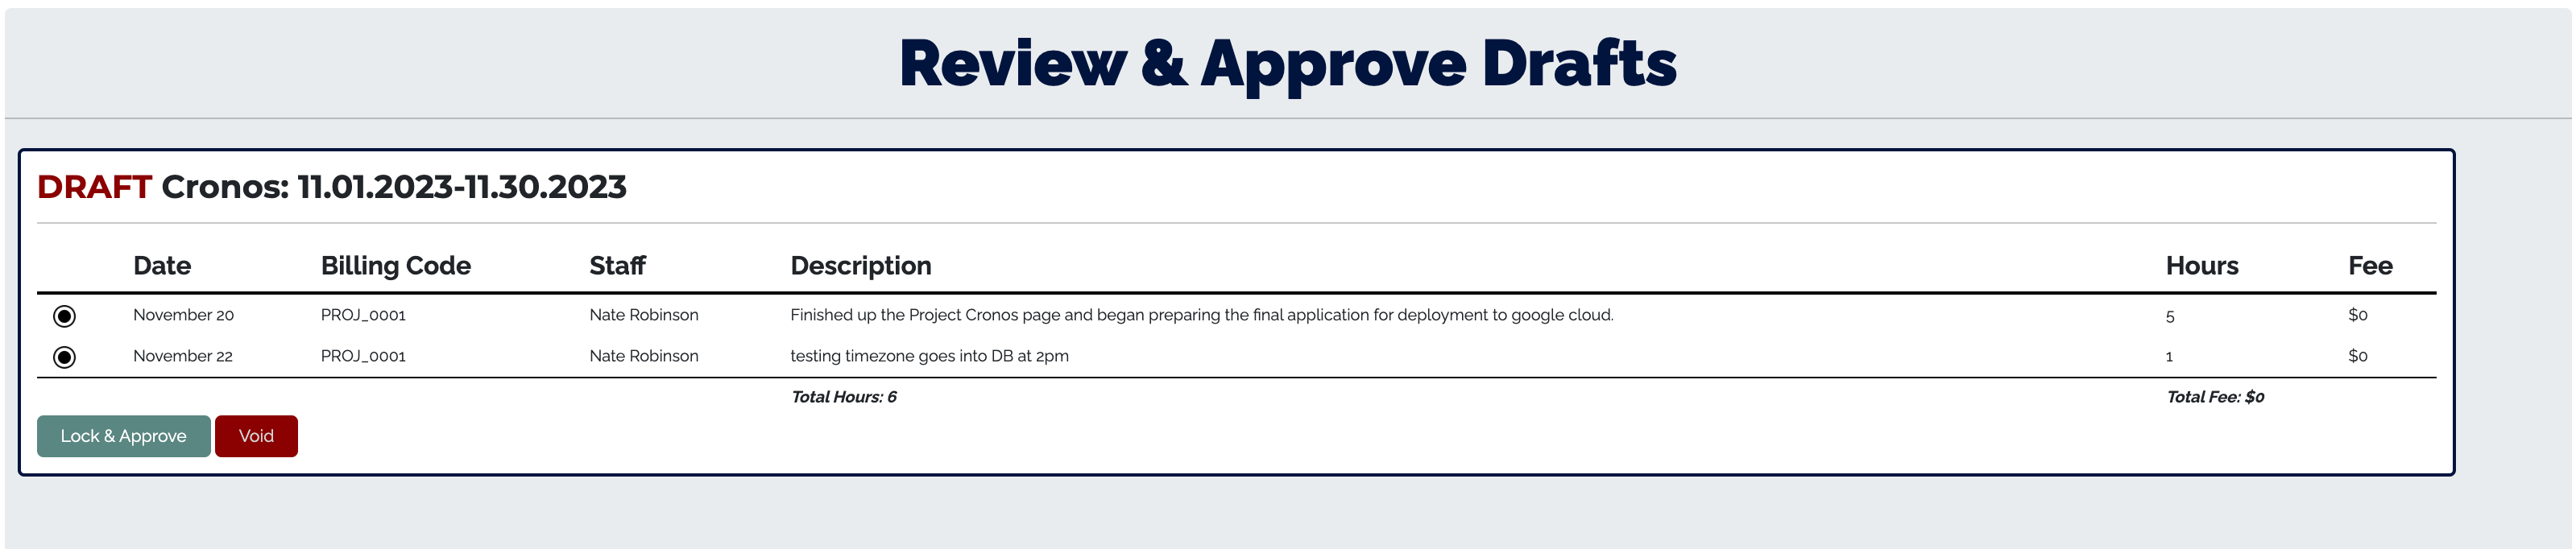 Review & Approve Drafts
DRAFT Cronos: 11.01.2023-11.30.2023
Date Billing Code Staff Description Hours Fee
November 20 PROJ_0001 Nate Robinson Finished up the Project Cronos page and began preparing the final application for deployment to google cloud. 5 $0
November 22 PROJ_0001 Nate Robinson testing timezone goes into DB at 2pm 1 $0
Total Hours: 6 Total Fee: $0
Lock & Approve Void